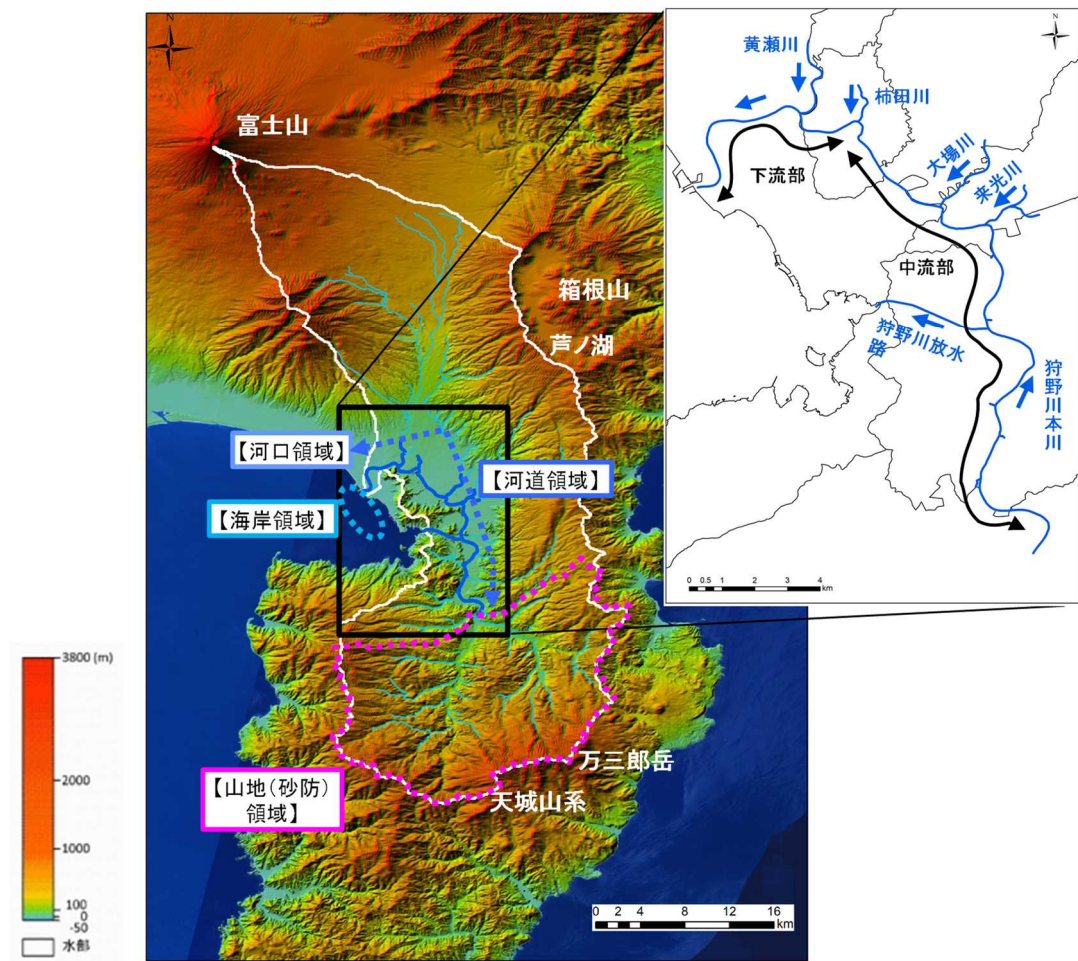 N
富士山
箱根山
芦ノ湖
【河口領域】
【河道領域】
【海岸領域】
万三郎岳
天城山系
【山地(砂防)
領域】
3800 (m)
2000
1000
100
0
-50
水部
0 2 4 8 12 16
km
N
黄瀬川
柿田川
大場川
来光川
下流部
中流部
狩野川放水
路
狩野川本川
0 0.5 1 2 3 4
km